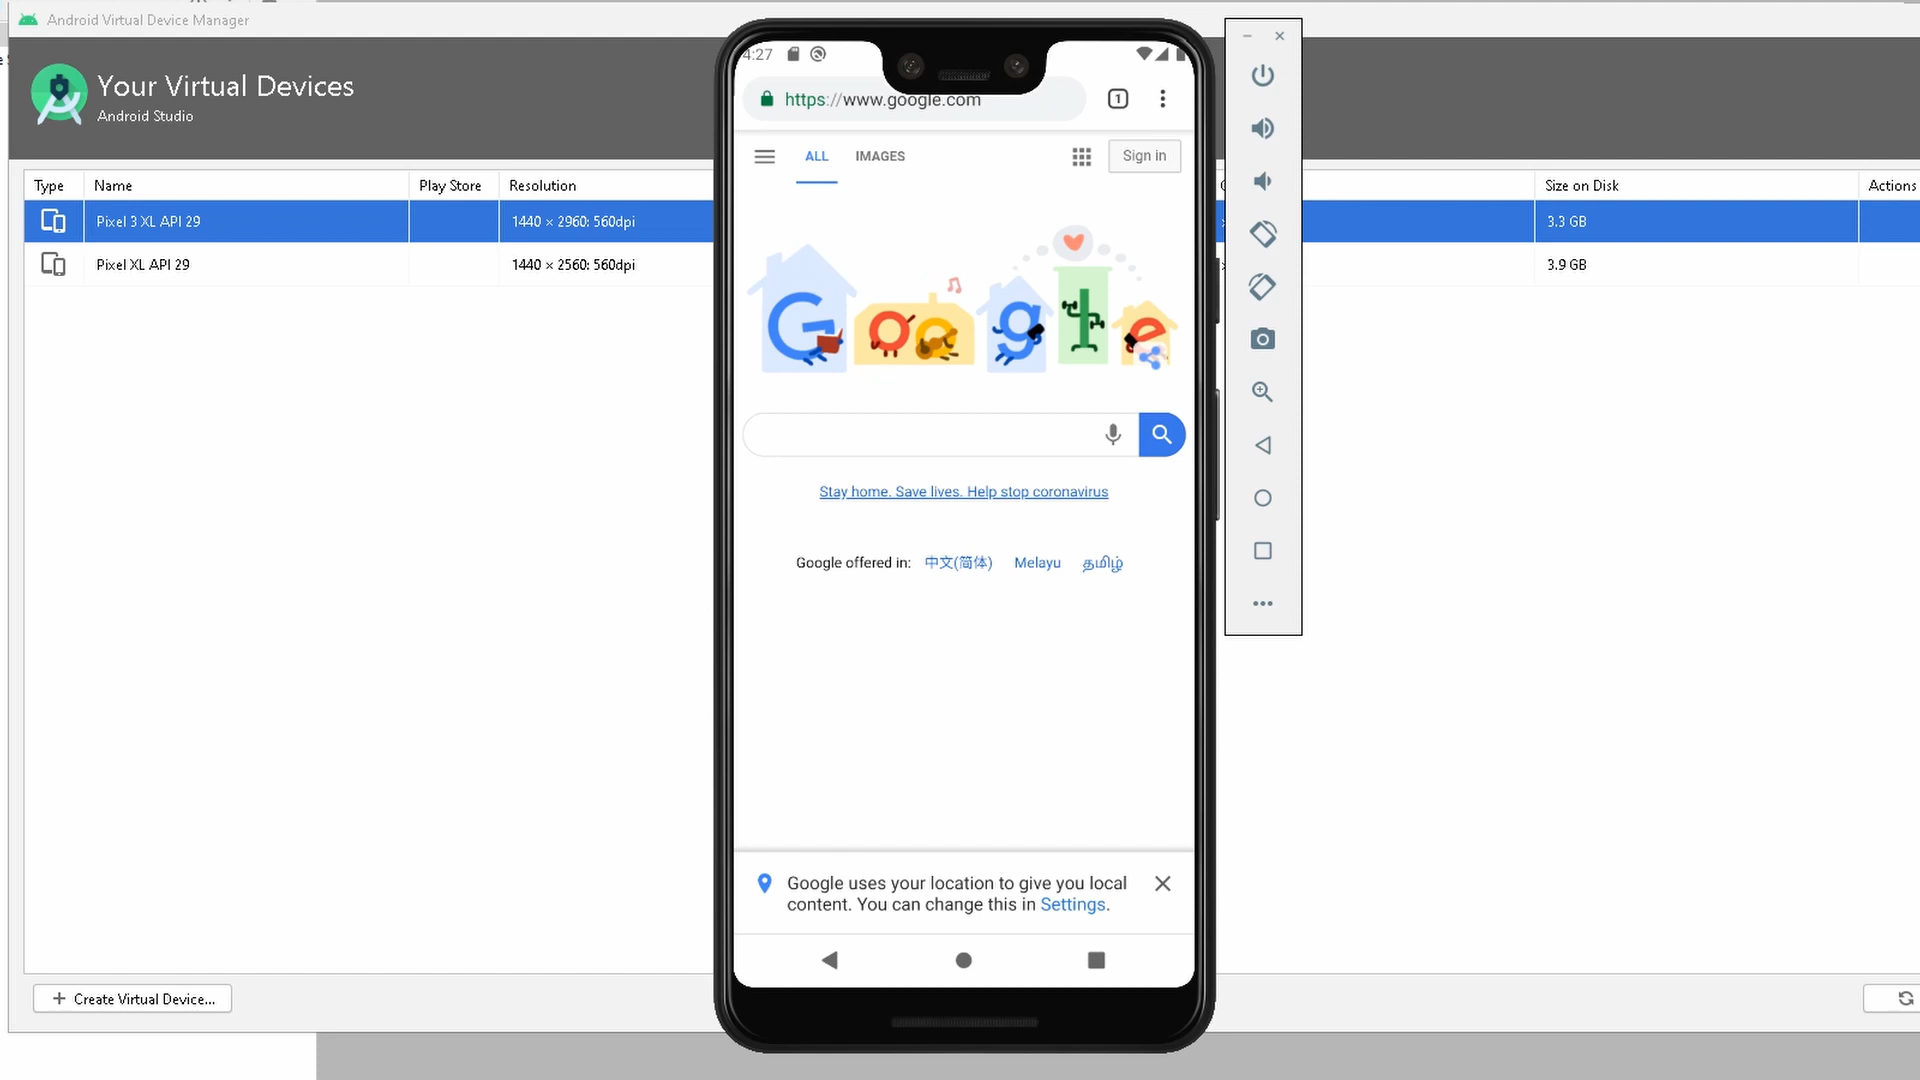 Android Virtual Device Manager
Your Virtual Devices
Android Studio
Type Name Play Store Resolution Size on Disk Actions
Pixel 3 XL API 29 1440 × 2960: 560dpi 3.3 GB
Pixel XL API 29 1440 × 2560: 560dpi 3.9 GB
Create Virtual Device...
4:27
https://www.google.com
1
ALL IMAGES Sign in
Google
Stay home. Save lives. Help stop coronavirus
Google offered in: 中文(简体) Melayu தமிழ்
Google uses your location to give you local
content. You can change this in Settings.